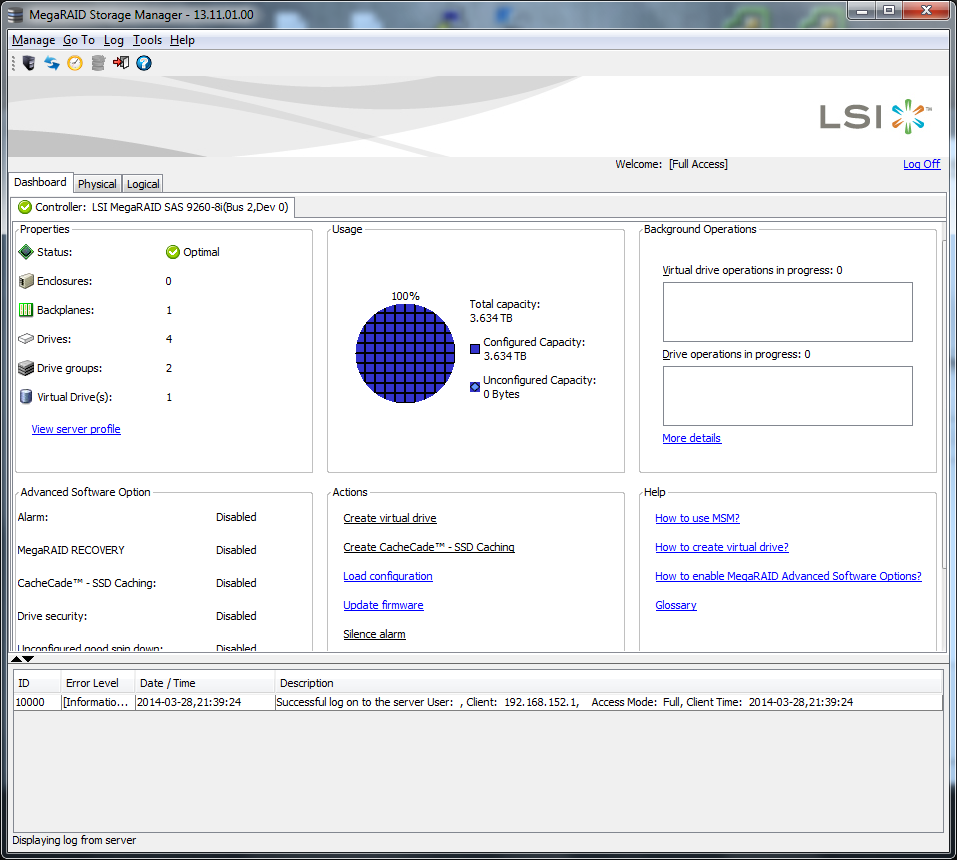 MegaRAID Storage Manager - 13.11.01.00
Manage Go To Log Tools Help
LSI ™
Welcome: [Full Access] Log Off
Dashboard Physical Logical
Controller: LSI MegaRAID SAS 9260-8i(Bus 2,Dev 0)
Properties
Status: Optimal
Enclosures: 0
Backplanes: 1
Drives: 4
Drive groups: 2
Virtual Drive(s): 1
View server profile
Usage
100%
Total capacity:
3.634 TB
Configured Capacity:
3.634 TB
Unconfigured Capacity:
0 Bytes
Background Operations
Virtual drive operations in progress: 0
Drive operations in progress: 0
More details
Advanced Software Option
Alarm: Disabled
MegaRAID RECOVERY Disabled
CacheCade™ - SSD Caching: Disabled
Drive security: Disabled
Unconfigured good spin down: Disabled
Actions
Create virtual drive
Create CacheCade™ - SSD Caching
Load configuration
Update firmware
Silence alarm
Help
How to use MSM?
How to create virtual drive?
How to enable MegaRAID Advanced Software Options?
Glossary
ID Error Level Date / Time Description
10000 [Informatio... 2014-03-28,21:39:24 Successful log on to the server User: , Client: 192.168.152.1, Access Mode: Full, Client Time: 2014-03-28,21:39:24
Displaying log from server